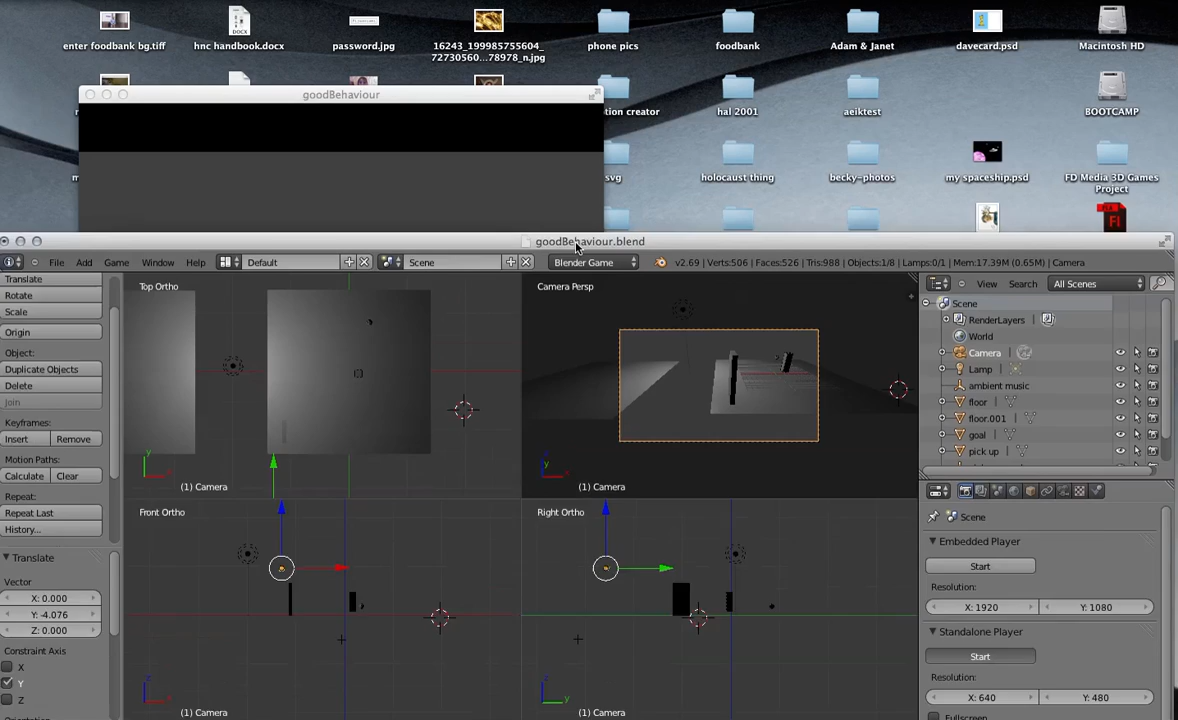 enter foodbank bg.tiff
hnc handbook.docx
password.jpg
16243_199985755604_
72730560...78978_n.jpg
phone pics
foodbank
Adam & Janet
davecard.psd
Macintosh HD
DOCX
goodBehaviour
otion creator
hal 2001
aeiktest
BOOTCAMP
svg
holocaust thing
becky-photos
my spaceship.psd
FD Media 3D Games
Project
goodBehaviour.blend
File Add Game Window Help Default Scene Blender Game v2.69 | Verts:506 | Faces:526 | Tris:988 | Objects:1/8 | Lamps:0/1 | Mem:17.39M (0.65M) | Camera
Translate
Rotate
Scale
Origin
Object:
Duplicate Objects
Delete
Join
Keyframes:
Insert Remove
Motion Paths:
Calculate Clear
Repeat:
Repeat Last
History...
Translate
Vector
X: 0.000
Y: -4.076
Z: 0.000
Constraint Axis
X
Y
Z
Top Ortho
(1) Camera
Camera Persp
(1) Camera
Front Ortho
(1) Camera
Right Ortho
(1) Camera
View Search All Scenes
Scene
RenderLayers
World
Camera
Lamp
ambient music
floor
floor.001
goal
pick up
Scene
Embedded Player
Start
Resolution:
X: 1920 Y: 1080
Standalone Player
Start
Resolution:
X: 640 Y: 480